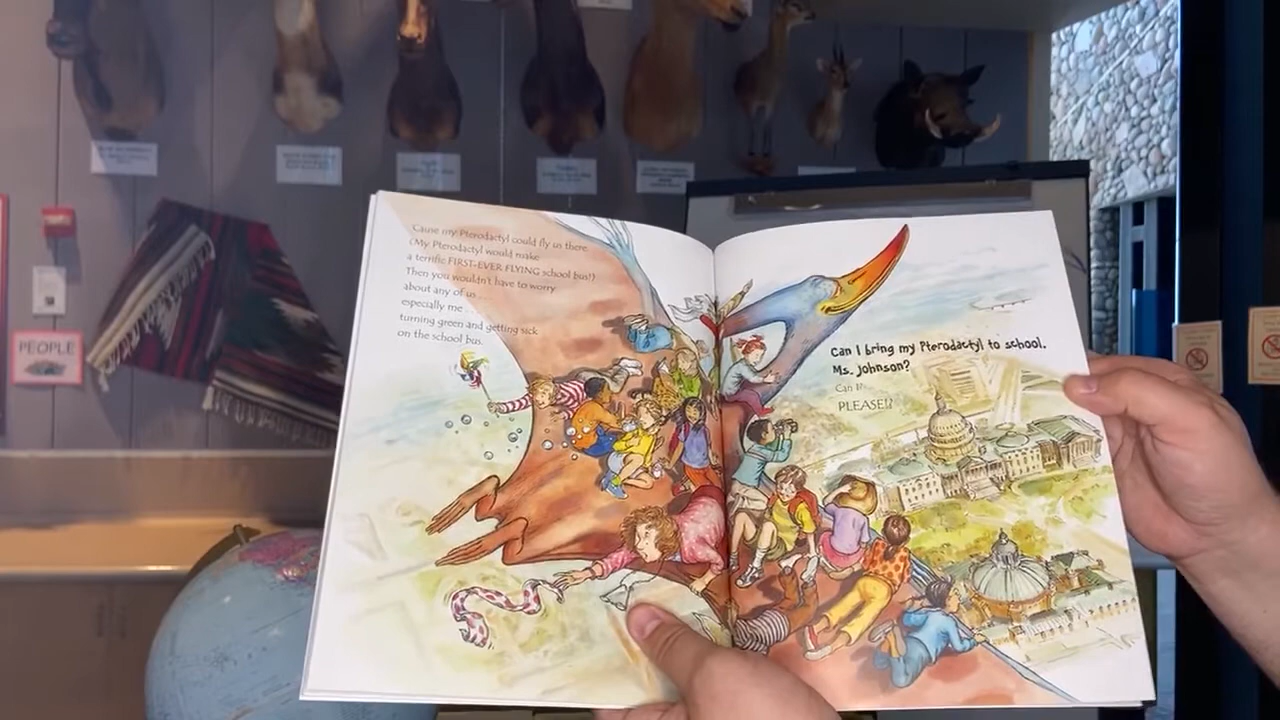 PEOPLE
'Cause my Pterodactyl could fly us there.
(My Pterodactyl would make
a terrific FIRST-EVER FLYING school bus!)
Then you wouldn't have to worry
about any of us . . .
especially me . . .
turning green and getting sick
on the school bus.
Can I bring my Pterodactyl to school,
Ms. Johnson?
Can I?
PLEASE!?